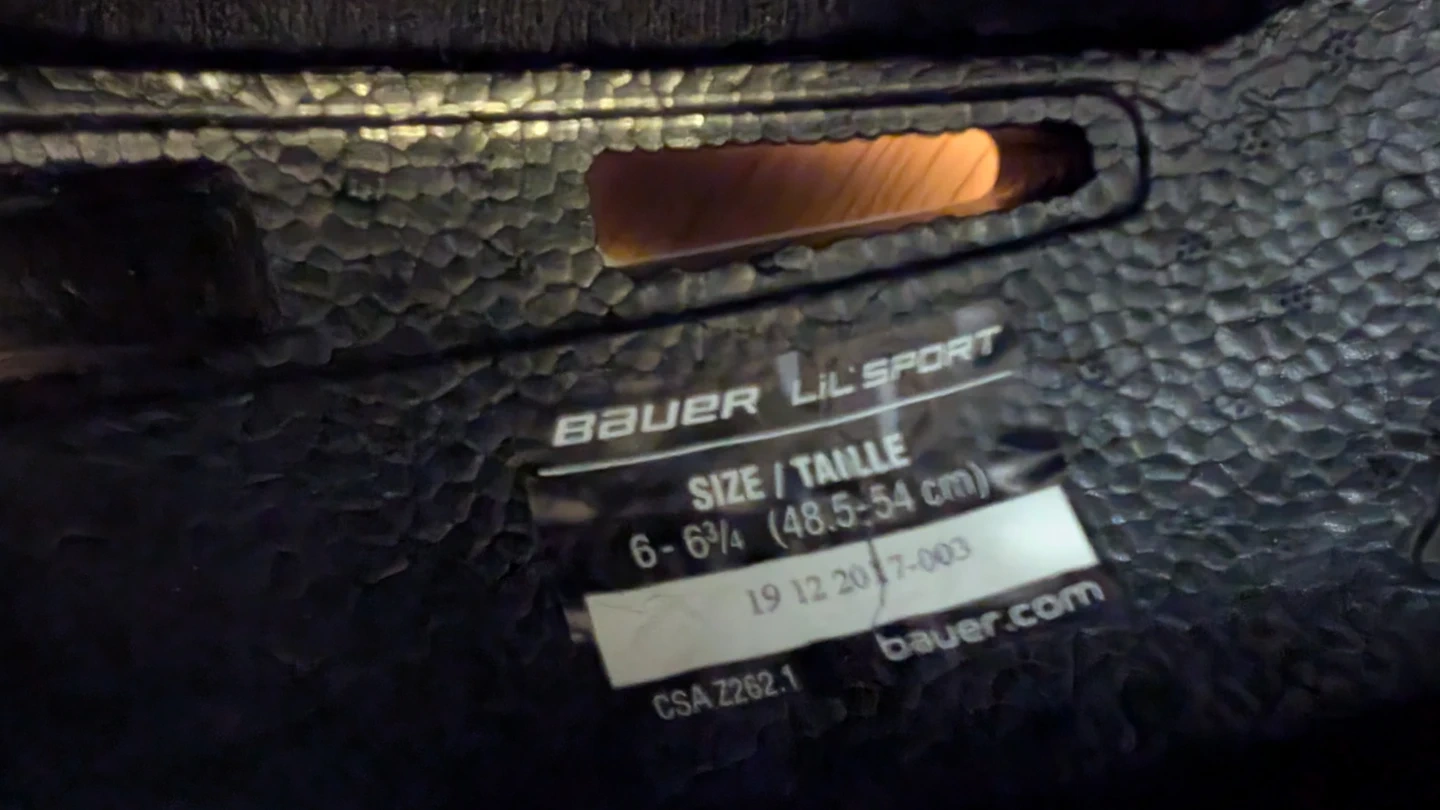 BAUER LIL' SPORT
SIZE / TAILLE
6 - 6¾ (48.5-54 cm)
19 12 2017-003
bauer.com
CSA Z262.1